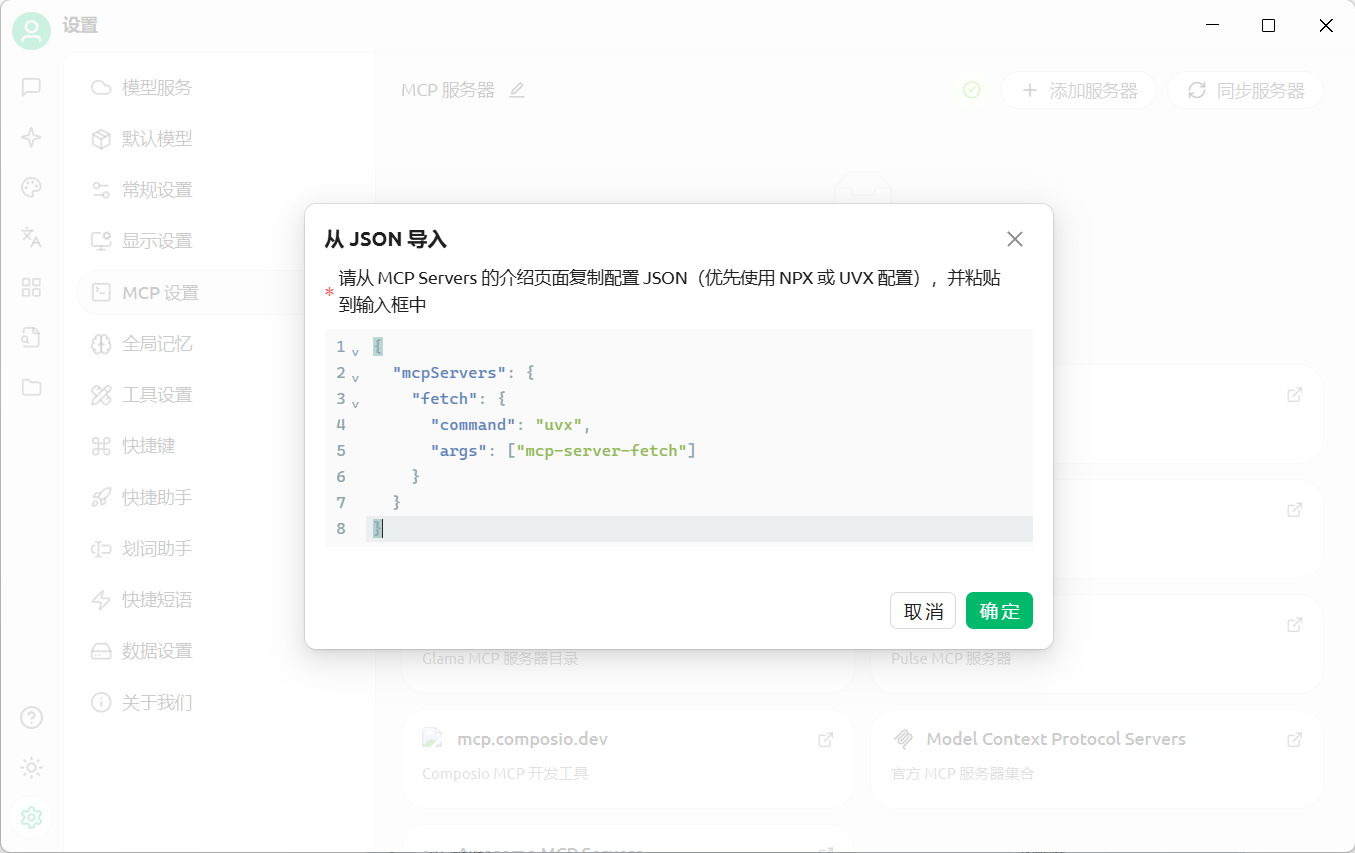 设置
模型服务
默认模型
常规设置
显示设置
MCP 设置
全局记忆
工具设置
快捷键
快捷助手
划词助手
快捷短语
数据设置
关于我们
MCP 服务器
添加服务器
同步服务器
从 JSON 导入
* 请从 MCP Servers 的介绍页面复制配置 JSON（优先使用 NPX 或 UVX 配置），并粘贴
到输入框中
1 {
2 "mcpServers": {
3 "fetch": {
4 "command": "uvx",
5 "args": ["mcp-server-fetch"]
6 }
7 }
8 }
取消
确定
Glama MCP 服务器目录
Pulse MCP 服务器
mcp.composio.dev
Composio MCP 开发工具
Model Context Protocol Servers
官方 MCP 服务器集合
Awesome MCP Servers